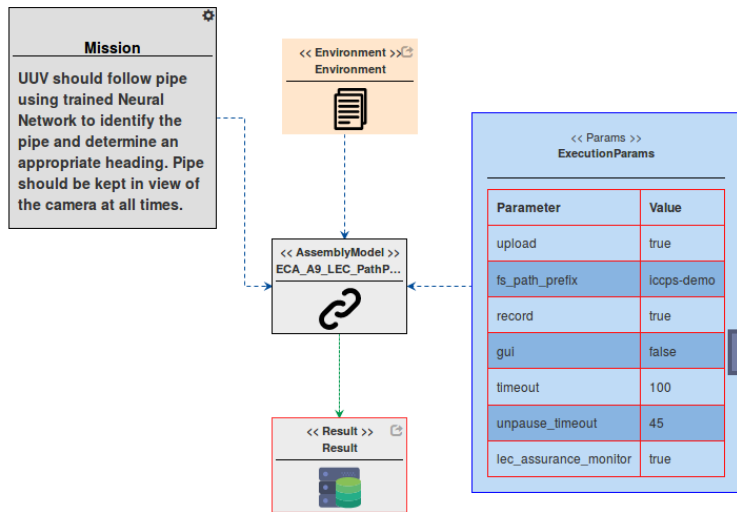 Mission
UUV should follow pipe
using trained Neural
Network to identify the
pipe and determine an
appropriate heading. Pipe
should be kept in view of
the camera at all times.
<< Environment >>
Environment
<< AssemblyModel >>
ECA_A9_LEC_PathP...
<< Result >>
Result
<< Params >>
ExecutionParams
Parameter Value
upload true
fs_path_prefix iccps-demo
record true
gui false
timeout 100
unpause_timeout 45
lec_assurance_monitor true